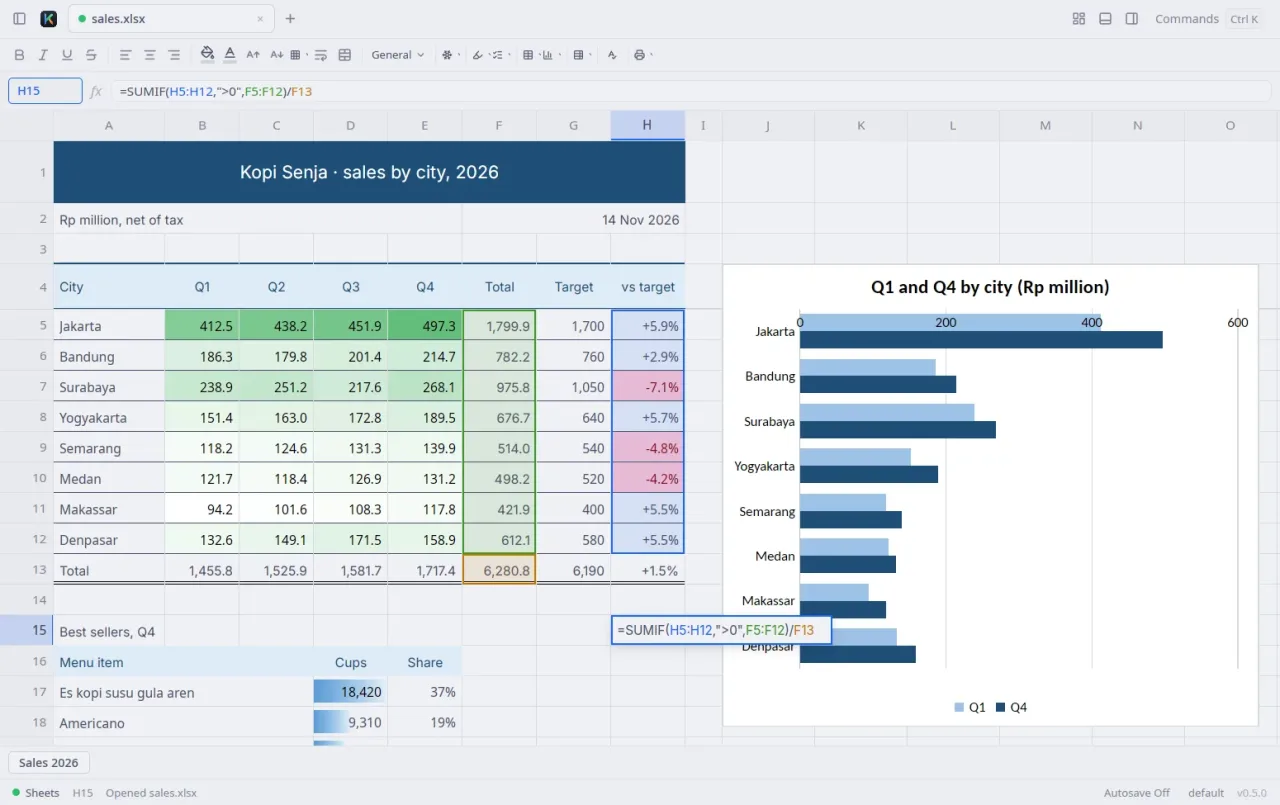 sales.xlsx × +
Commands Ctrl K
B I U S A A↑ A↓ General
H15 fx =SUMIF(H5:H12,">0",F5:F12)/F13
A B C D E F G H I J K L M N O
1 Kopi Senja · sales by city, 2026
2 Rp million, net of tax 14 Nov 2026
3
4 City Q1 Q2 Q3 Q4 Total Target vs target
5 Jakarta 412.5 438.2 451.9 497.3 1,799.9 1,700 +5.9%
6 Bandung 186.3 179.8 201.4 214.7 782.2 760 +2.9%
7 Surabaya 238.9 251.2 217.6 268.1 975.8 1,050 -7.1%
8 Yogyakarta 151.4 163.0 172.8 189.5 676.7 640 +5.7%
9 Semarang 118.2 124.6 131.3 139.9 514.0 540 -4.8%
10 Medan 121.7 118.4 126.9 131.2 498.2 520 -4.2%
11 Makassar 94.2 101.6 108.3 117.8 421.9 400 +5.5%
12 Denpasar 132.6 149.1 171.5 158.9 612.1 580 +5.5%
13 Total 1,455.8 1,525.9 1,581.7 1,717.4 6,280.8 6,190 +1.5%
14
15 Best sellers, Q4 =SUMIF(H5:H12,">0",F5:F12)/F13
16 Menu item Cups Share
17 Es kopi susu gula aren 18,420 37%
18 Americano 9,310 19%
Q1 and Q4 by city (Rp million)
0 200 400 600
Jakarta
Bandung
Surabaya
Yogyakarta
Semarang
Medan
Makassar
Denpasar
Q1 Q4
Sales 2026
Sheets H15 Opened sales.xlsx Autosave Off default v0.5.0